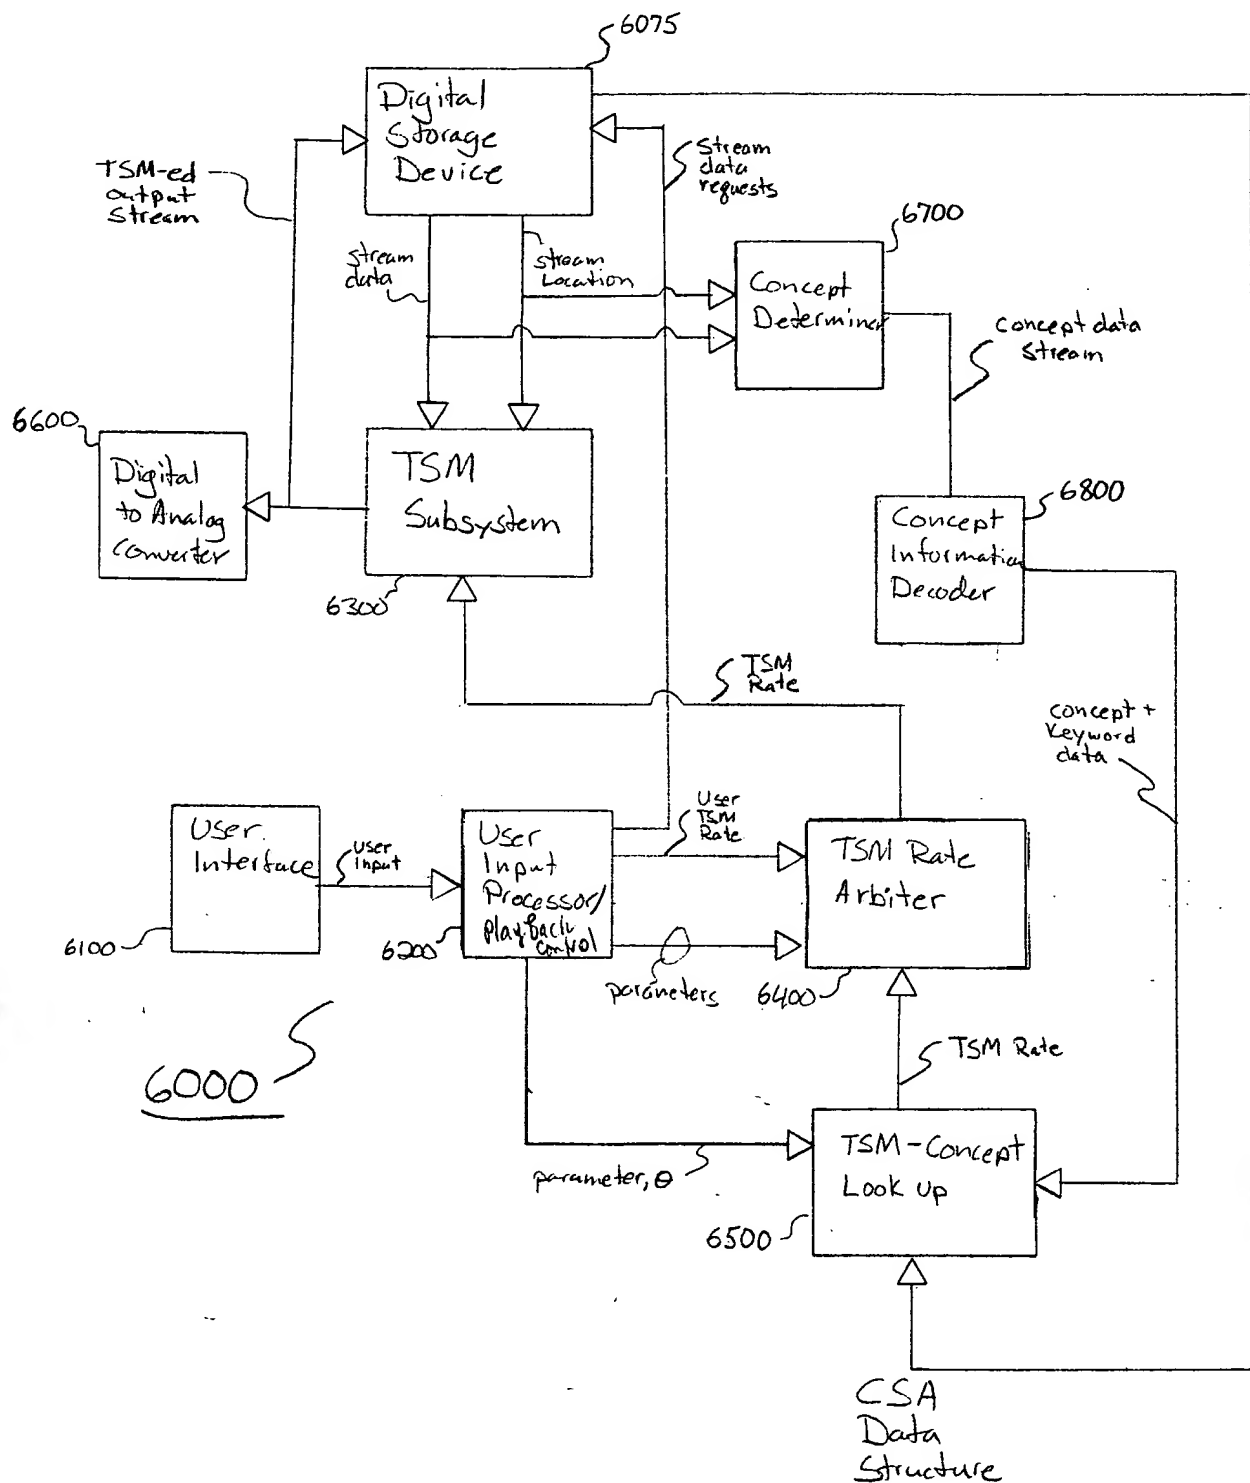 6075
Digital
Storage
Device
TSM-ed
output
Stream
Stream
data
requests
6700
stream
data
stream
Location
Concept
Determiner
Concept data
Stream
6600
Digital
to Analog
Converter
TSM
Subsystem
6300
6800
Concept
Information
Decoder
TSM
Rate
concept +
Keyword
data
User
Interface
6100
User
Input
User
Input
Processor/
Playback
control
6200
User
TSM
Rate
parameters
TSM Rate
Arbiter
6400
TSM Rate
6000
parameter, θ
TSM-Concept
Look up
6500
CSA
Data
Structure